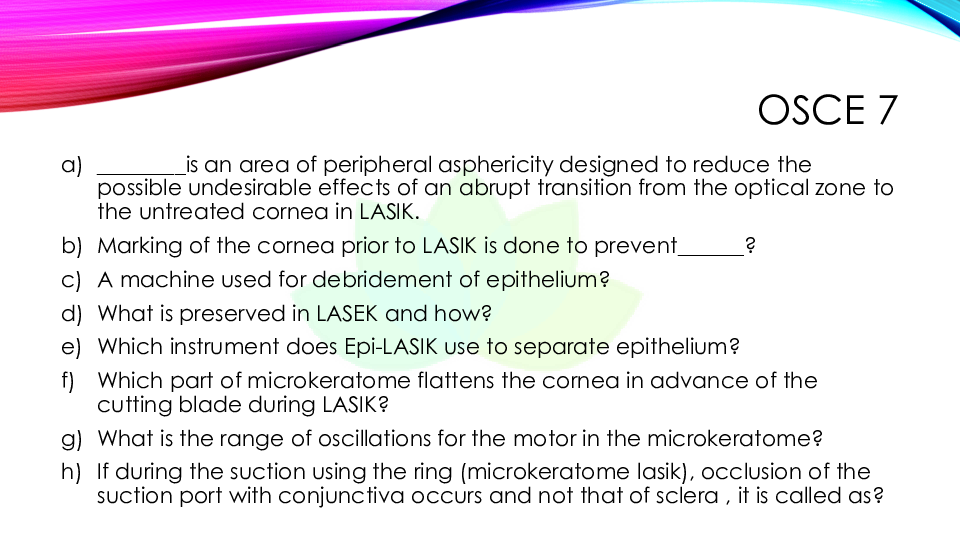 OSCE 7
a) ________is an area of peripheral asphericity designed to reduce the
possible undesirable effects of an abrupt transition from the optical zone to
the untreated cornea in LASIK.
b) Marking of the cornea prior to LASIK is done to prevent______?
c) A machine used for debridement of epithelium?
d) What is preserved in LASEK and how?
e) Which instrument does Epi-LASIK use to separate epithelium?
f) Which part of microkeratome flattens the cornea in advance of the
cutting blade during LASIK?
g) What is the range of oscillations for the motor in the microkeratome?
h) If during the suction using the ring (microkeratome lasik), occlusion of the
suction port with conjunctiva occurs and not that of sclera , it is called as?